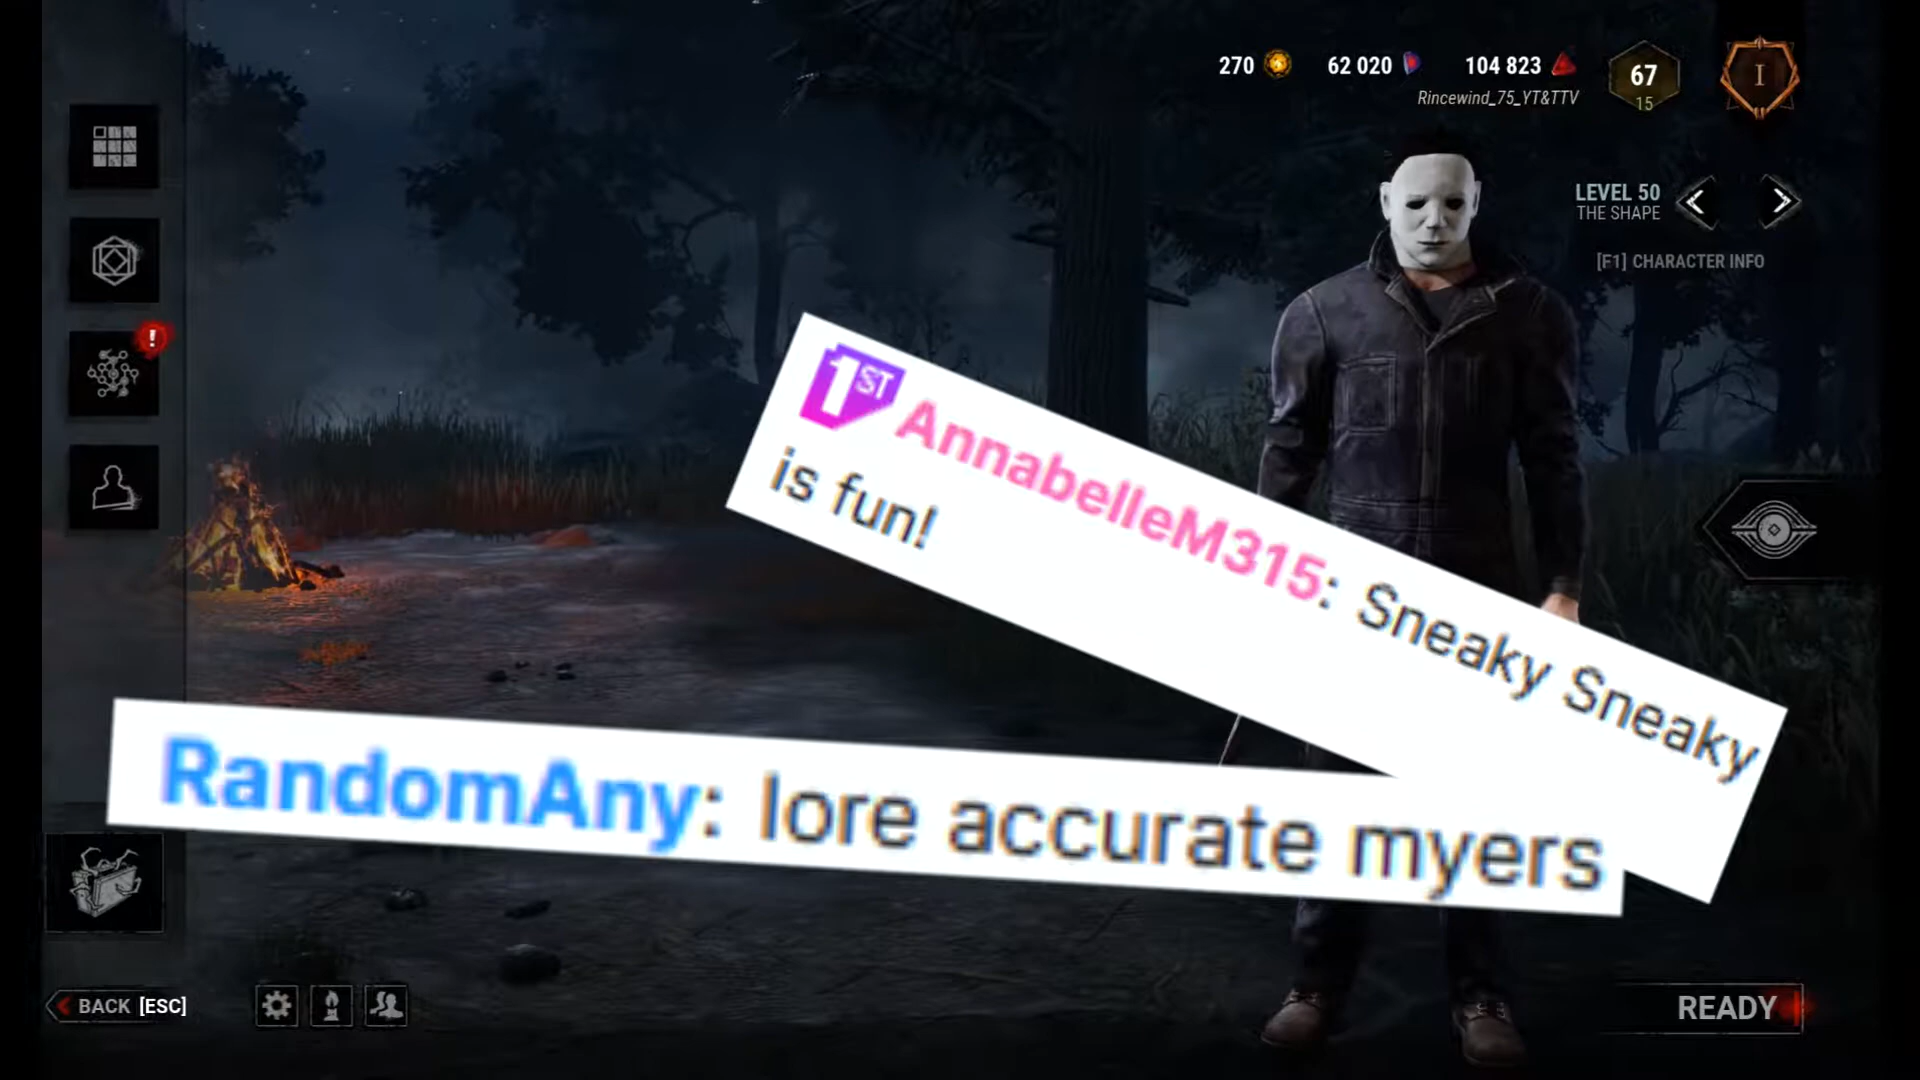 270 62 020 104 823
Rincewind_75_YT&TTV
67
15
I
LEVEL 50
THE SHAPE
[F1] CHARACTER INFO
!
1ST AnnabelleM315: Sneaky Sneaky
is fun!
RandomAny: lore accurate myers
BACK [ESC]
READY